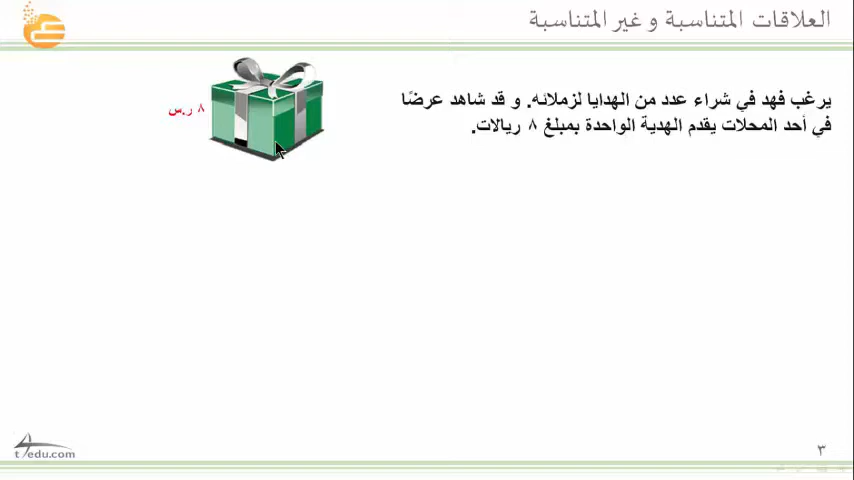 العلاقات المتناسبة و غير المتناسبة
يرغب فهد في شراء عدد من الهدايا لزملائه. و قد شاهد عرضًا
في أحد المحلات يقدم الهدية الواحدة بمبلغ ٨ ريالات.
٨ ر.س
t4edu.com
٣